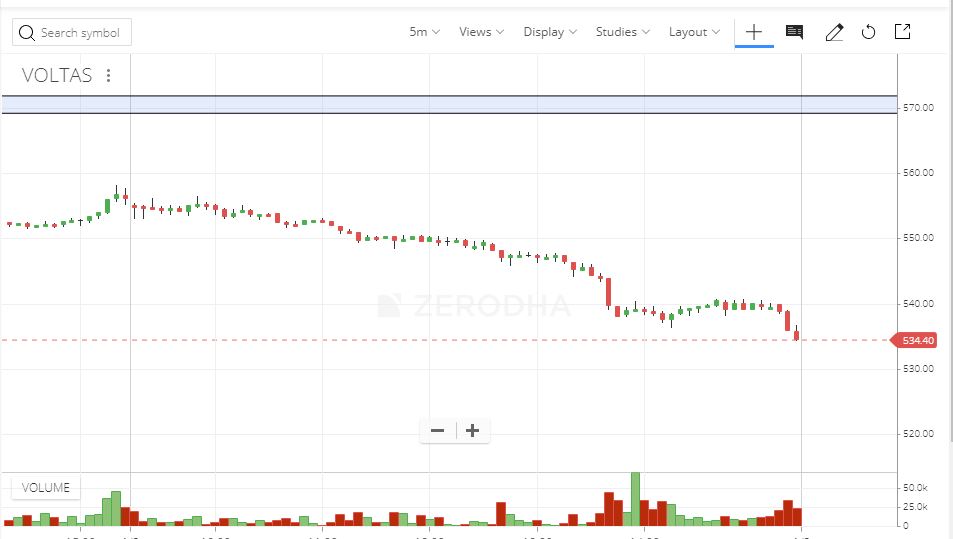 Search symbol
5m
Views
Display
Studies
Layout
VOLTAS
570.00
560.00
550.00
ZERODHA
540.00
534.40
530.00
520.00
VOLUME
50.0k
25.0k
0